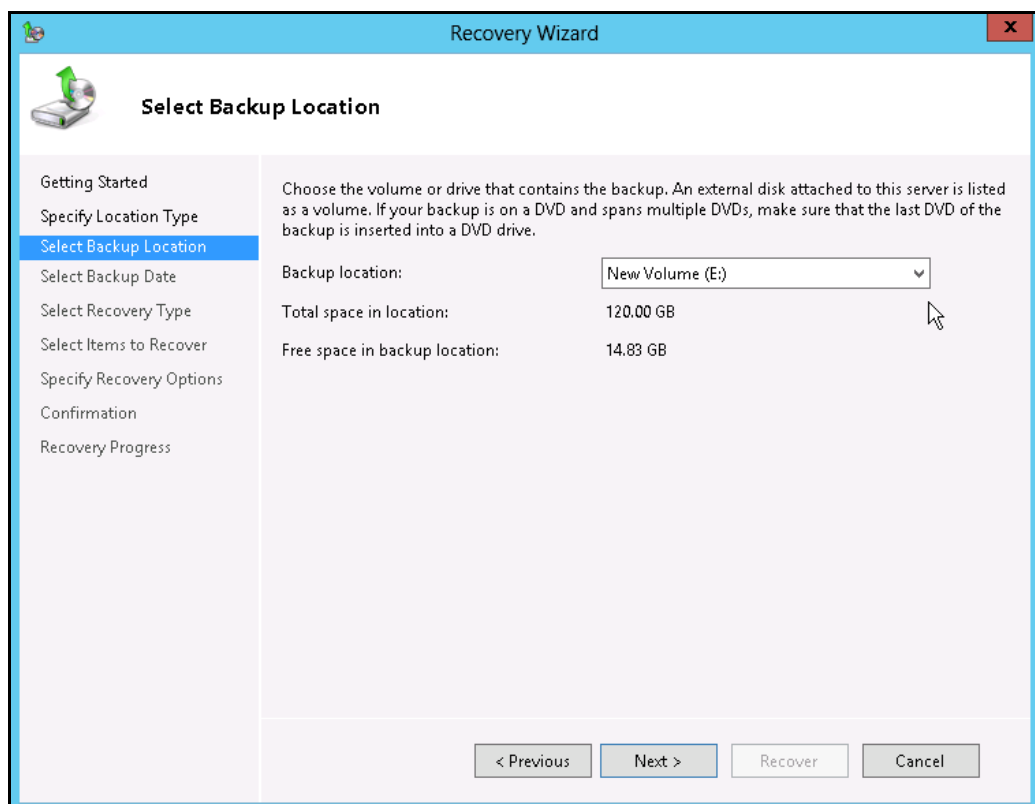 Recovery Wizard
x
Select Backup Location
Getting Started
Specify Location Type
Select Backup Location
Select Backup Date
Select Recovery Type
Select Items to Recover
Specify Recovery Options
Confirmation
Recovery Progress
Choose the volume or drive that contains the backup. An external disk attached to this server is listed
as a volume. If your backup is on a DVD and spans multiple DVDs, make sure that the last DVD of the
backup is inserted into a DVD drive.
Backup location: New Volume (E:)
Total space in location: 120.00 GB
Free space in backup location: 14.83 GB
< Previous Next > Recover Cancel